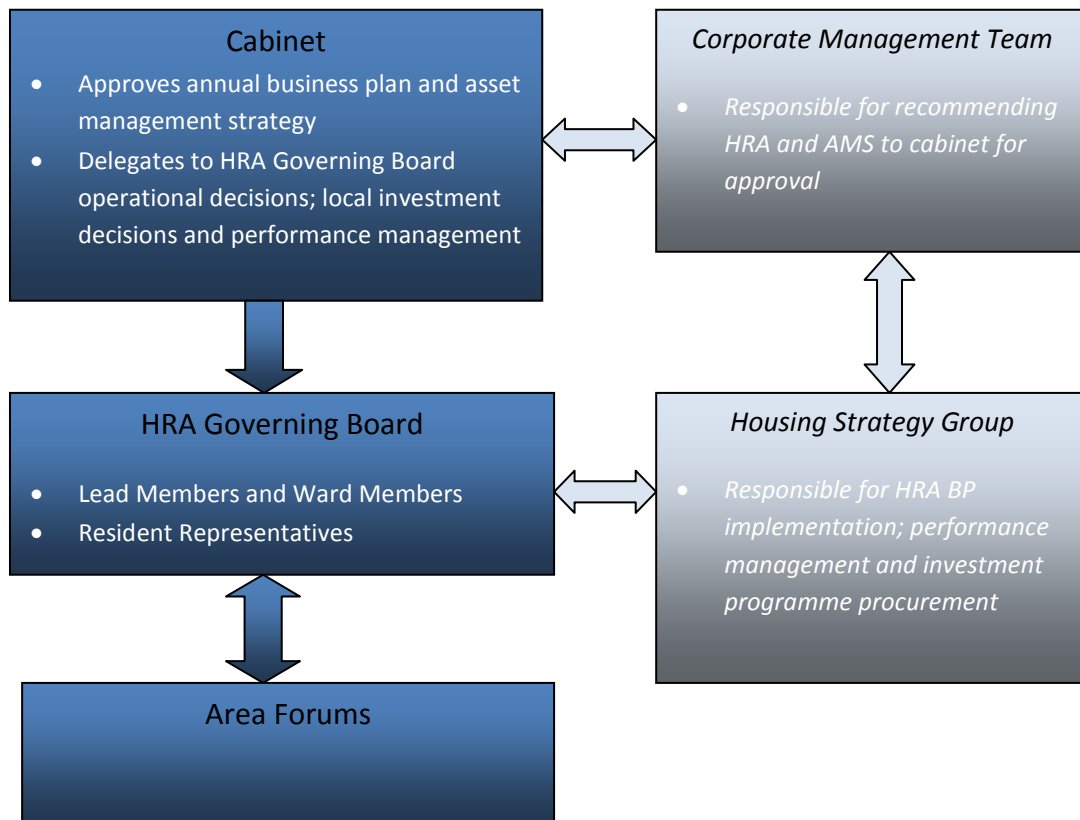 Cabinet
• Approves annual business plan and asset
management strategy
• Delegates to HRA Governing Board
operational decisions; local investment
decisions and performance management
Corporate Management Team
• Responsible for recommending
HRA and AMS to cabinet for
approval
HRA Governing Board
• Lead Members and Ward Members
• Resident Representatives
Housing Strategy Group
• Responsible for HRA BP
implementation; performance
management and investment
programme procurement
Area Forums